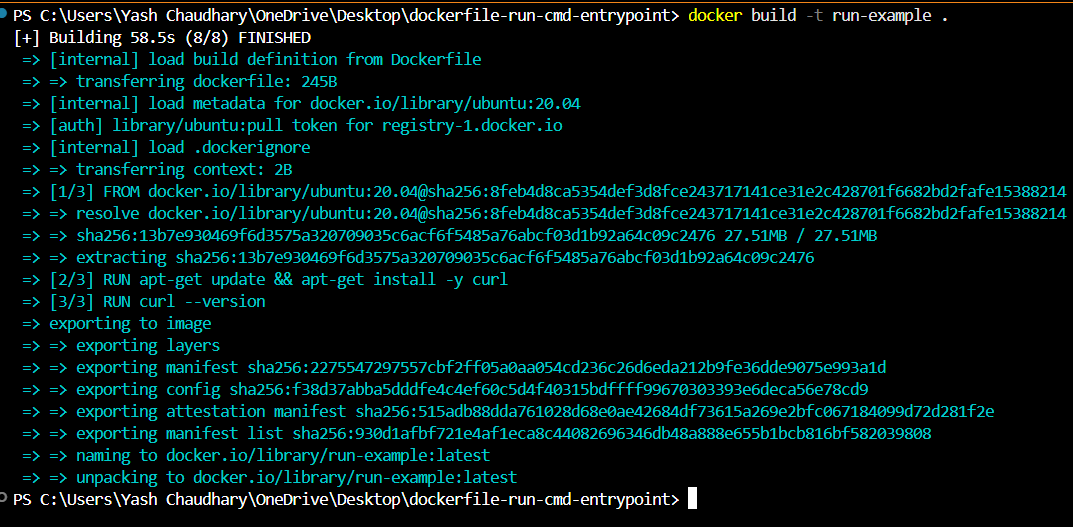 PS C:\Users\Yash Chaudhary\OneDrive\Desktop\dockerfile-run-cmd-entrypoint> docker build -t run-example .
[+] Building 58.5s (8/8) FINISHED
=> [internal] load build definition from Dockerfile
=> => transferring dockerfile: 245B
=> [internal] load metadata for docker.io/library/ubuntu:20.04
=> [auth] library/ubuntu:pull token for registry-1.docker.io
=> [internal] load .dockerignore
=> => transferring context: 2B
=> [1/3] FROM docker.io/library/ubuntu:20.04@sha256:8feb4d8ca5354def3d8fce243717141ce31e2c428701f6682bd2fafe15388214
=> => resolve docker.io/library/ubuntu:20.04@sha256:8feb4d8ca5354def3d8fce243717141ce31e2c428701f6682bd2fafe15388214
=> => sha256:13b7e930469f6d3575a320709035c6acf6f5485a76abcf03d1b92a64c09c2476 27.51MB / 27.51MB
=> => extracting sha256:13b7e930469f6d3575a320709035c6acf6f5485a76abcf03d1b92a64c09c2476
=> [2/3] RUN apt-get update && apt-get install -y curl
=> [3/3] RUN curl --version
=> exporting to image
=> => exporting layers
=> => exporting manifest sha256:2275547297557cbf2ff05a0aa054cd236c26d6eda212b9fe36dde9075e993a1d
=> => exporting config sha256:f38d37abba5dddfe4c4ef60c5d4f40315bdffff99670303393e6deca56e78cd9
=> => exporting attestation manifest sha256:515adb88dda761028d68e0ae42684df73615a269e2bfc067184099d72d281f2e
=> => exporting manifest list sha256:930d1afbf721e4af1eca8c44082696346db48a888e655b1bcb816bf582039808
=> => naming to docker.io/library/run-example:latest
=> => unpacking to docker.io/library/run-example:latest
PS C:\Users\Yash Chaudhary\OneDrive\Desktop\dockerfile-run-cmd-entrypoint>